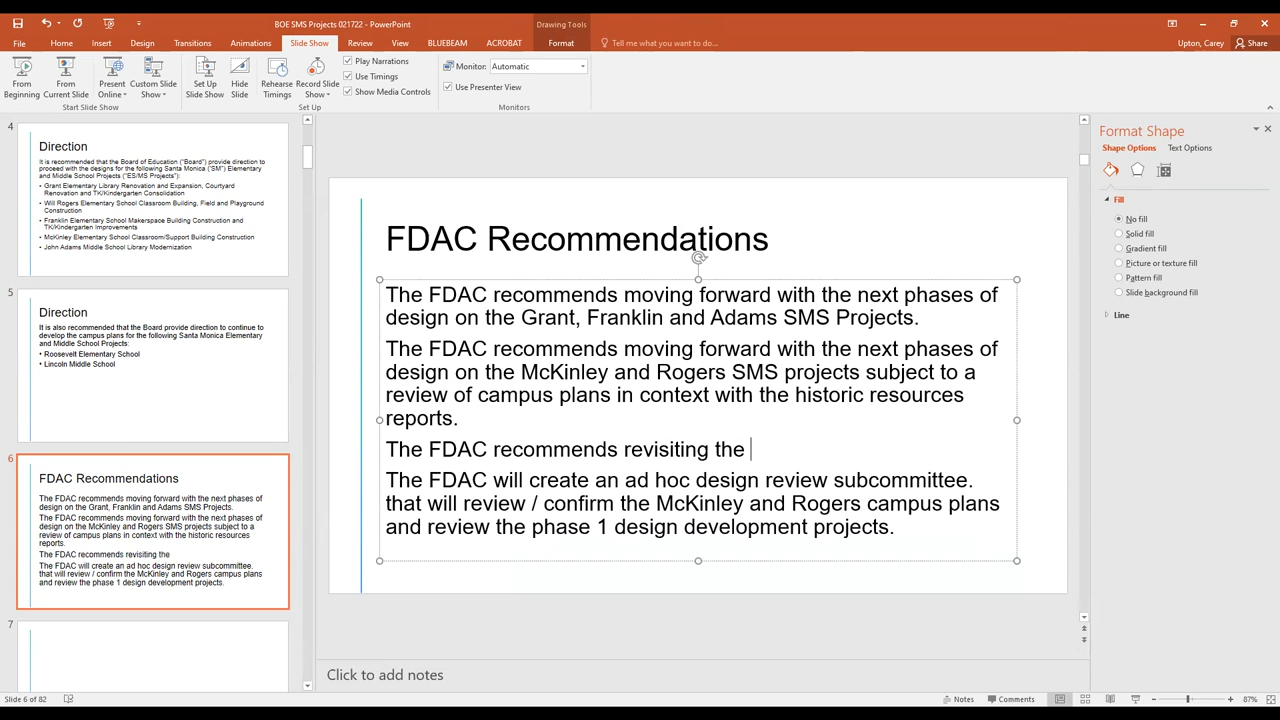 BOE SMS Projects 021722 - PowerPoint
Drawing Tools
File Home Insert Design Transitions Animations Slide Show Review View BLUEBEAM ACROBAT Format Tell me what you want to do... Upton, Carey Share
From Beginning
From Current Slide
Present Online
Custom Slide Show
Set Up Slide Show
Hide Slide
Rehearse Timings
Record Slide Show
Play Narrations
Use Timings
Show Media Controls
Monitor: Automatic
Use Presenter View
Start Slide Show
Set Up
Monitors
4
Direction
It is recommended that the Board of Education ("Board") provide direction to
proceed with the designs for the following Santa Monica ("SM") Elementary
and Middle School Projects ("ES/MS Projects"):
• Grant Elementary Library Renovation and Expansion, Courtyard
Renovation and TK/Kindergarten Consolidation
• Will Rogers Elementary School Classroom Building, Field and Playground
Construction
• Franklin Elementary School Makerspace Building Construction and
TK/Kindergarten Improvements
• McKinley Elementary School Classroom/Support Building Construction
• John Adams Middle School Library Modernization
5
Direction
It is also recommended that the Board provide direction to continue to
develop the campus plans for the following Santa Monica Elementary
and Middle School Projects:
• Roosevelt Elementary School
• Lincoln Middle School
6
FDAC Recommendations
The FDAC recommends moving forward with the next phases of
design on the Grant, Franklin and Adams SMS Projects.
The FDAC recommends moving forward with the next phases of
design on the McKinley and Rogers SMS projects subject to a
review of campus plans in context with the historic resources
reports.
The FDAC recommends revisiting the
The FDAC will create an ad hoc design review subcommittee.
that will review / confirm the McKinley and Rogers campus plans
and review the phase 1 design development projects.
7
FDAC Recommendations
The FDAC recommends moving forward with the next phases of
design on the Grant, Franklin and Adams SMS Projects.
The FDAC recommends moving forward with the next phases of
design on the McKinley and Rogers SMS projects subject to a
review of campus plans in context with the historic resources
reports.
The FDAC recommends revisiting the
The FDAC will create an ad hoc design review subcommittee.
that will review / confirm the McKinley and Rogers campus plans
and review the phase 1 design development projects.
Click to add notes
Format Shape
Shape Options Text Options
Fill
No fill
Solid fill
Gradient fill
Picture or texture fill
Pattern fill
Slide background fill
Line
Slide 6 of 82
Notes Comments 87%